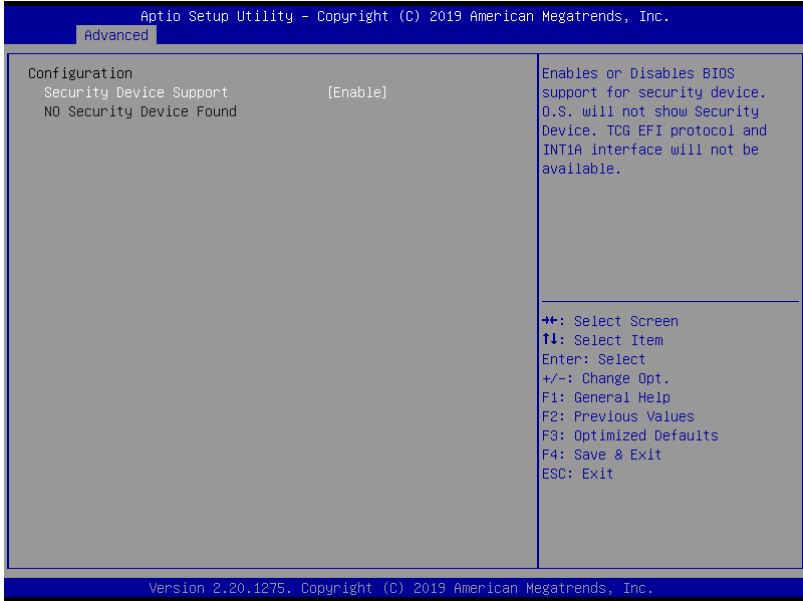 Aptio Setup Utility – Copyright (C) 2019 American Megatrends, Inc.
Advanced
Configuration
Security Device Support [Enable]
NO Security Device Found
Enables or Disables BIOS
support for security device.
O.S. will not show Security
Device. TCG EFI protocol and
INT1A interface will not be
available.
→←: Select Screen
↑↓: Select Item
Enter: Select
+/-: Change Opt.
F1: General Help
F2: Previous Values
F3: Optimized Defaults
F4: Save & Exit
ESC: Exit
Version 2.20.1275. Copyright (C) 2019 American Megatrends, Inc.